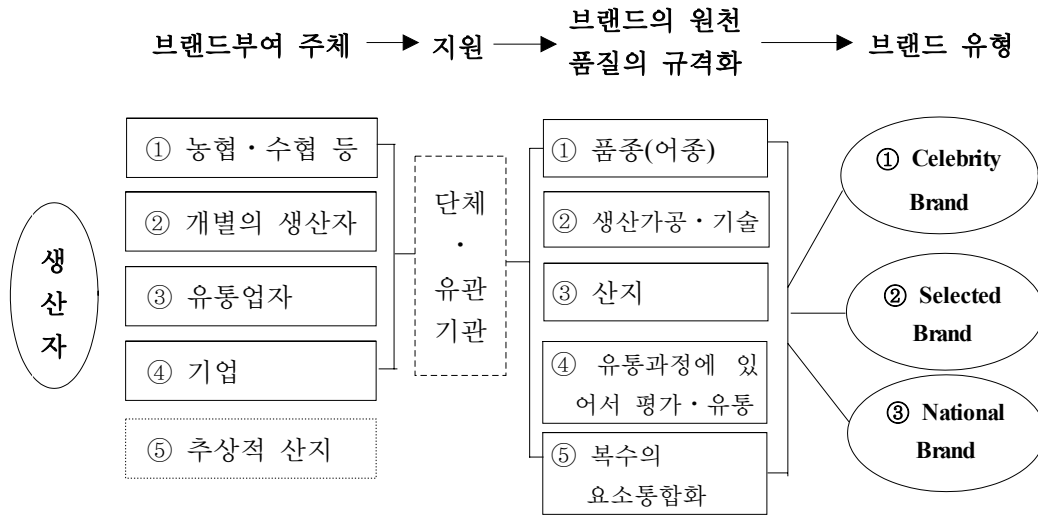 브랜드부여 주체
지원
브랜드의 원천
품질의 규격화
브랜드 유형
생
산
자
① 농협·수협 등
② 개별의 생산자
③ 유통업자
④ 기업
⑤ 추상적 산지
단체
·
유관
기관
① 품종(어종)
② 생산가공·기술
③ 산지
④ 유통과정에 있
어서 평가·유통
⑤ 복수의
요소통합화
① Celebrity
Brand
② Selected
Brand
③ National
Brand